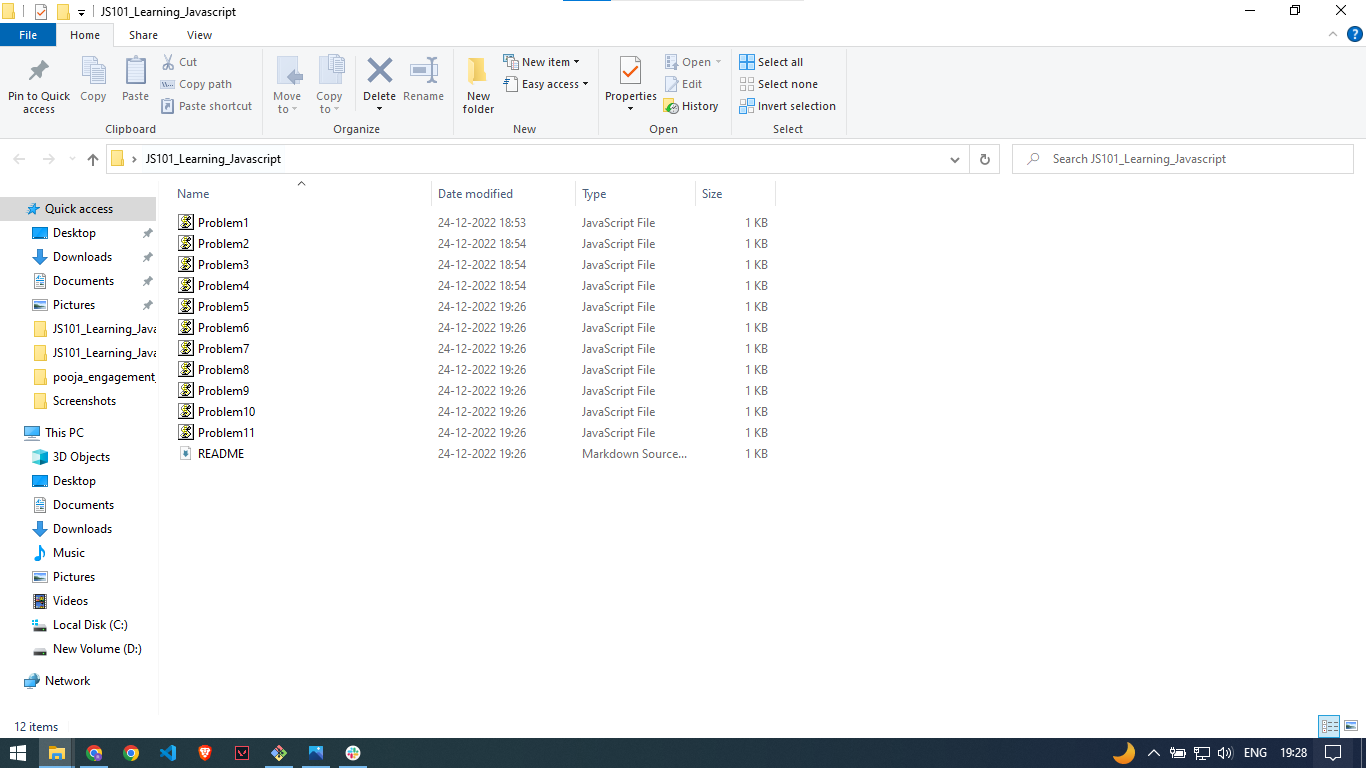 JS101_Learning_Javascript
File Home Share View
Pin to Quick access
Copy
Paste
Cut
Copy path
Paste shortcut
Clipboard
Move to
Copy to
Delete
Rename
Organize
New folder
New item
Easy access
New
Properties
Open
Edit
History
Open
Select all
Select none
Invert selection
Select
JS101_Learning_Javascript
Search JS101_Learning_Javascript
Quick access
Desktop
Downloads
Documents
Pictures
JS101_Learning_Java
JS101_Learning_Java
pooja_engagement_
Screenshots
This PC
3D Objects
Desktop
Documents
Downloads
Music
Pictures
Videos
Local Disk (C:)
New Volume (D:)
Network
Name Date modified Type Size
Problem1 24-12-2022 18:53 JavaScript File 1 KB
Problem2 24-12-2022 18:54 JavaScript File 1 KB
Problem3 24-12-2022 18:54 JavaScript File 1 KB
Problem4 24-12-2022 18:54 JavaScript File 1 KB
Problem5 24-12-2022 19:26 JavaScript File 1 KB
Problem6 24-12-2022 19:26 JavaScript File 1 KB
Problem7 24-12-2022 19:26 JavaScript File 1 KB
Problem8 24-12-2022 19:26 JavaScript File 1 KB
Problem9 24-12-2022 19:26 JavaScript File 1 KB
Problem10 24-12-2022 19:26 JavaScript File 1 KB
Problem11 24-12-2022 19:26 JavaScript File 1 KB
README 24-12-2022 19:26 Markdown Source... 1 KB
12 items
ENG 19:28